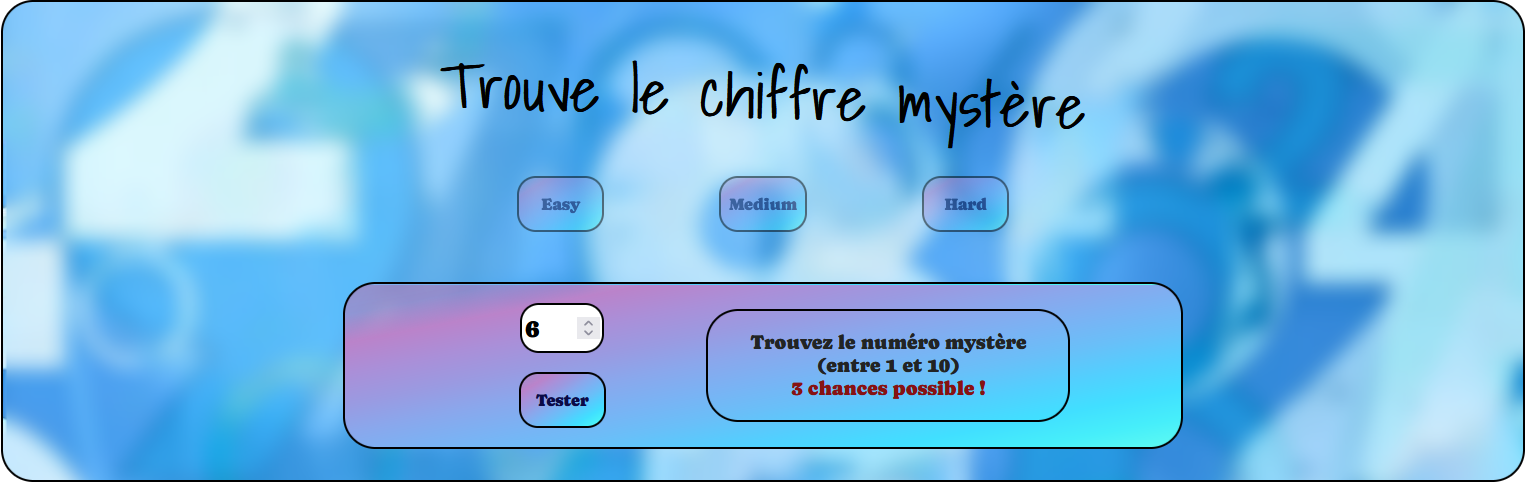 Trouve le chiffre mystère
Easy
Medium
Hard
6
Tester
Trouvez le numéro mystère
(entre 1 et 10)
3 chances possible !